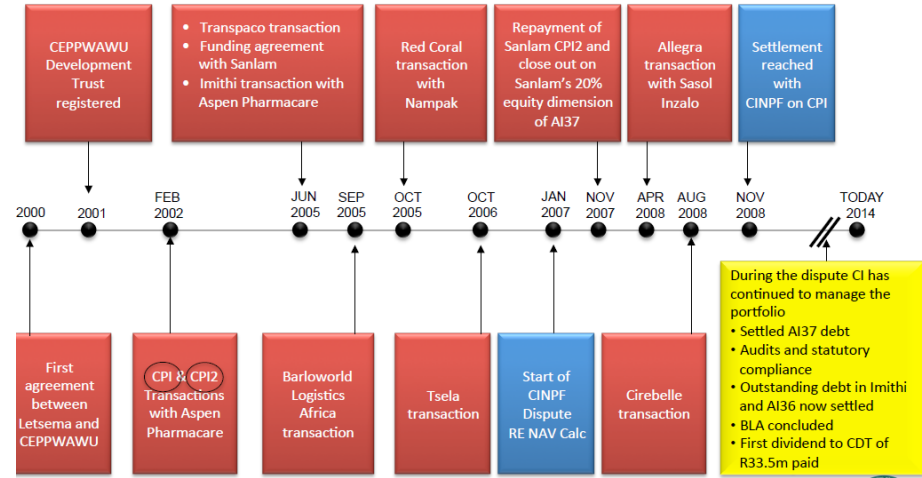 CEPPWAWU
Development
Trust
registered
• Transpaco transaction
• Funding agreement
with Sanlam
• Imithi transaction with
Aspen Pharmacare
Red Coral
transaction
with
Nampak
Repayment of
Sanlam CPI2 and
close out on
Sanlam's 20%
equity dimension
of AI37
Allegra
transaction
with Sasol
Inzalo
Settlement
reached
with
CINPF on CPI
2000
2001
FEB
2002
JUN
2005
SEP
2005
OCT
2005
OCT
2006
JAN
2007
NOV
2007
APR
2008
AUG
2008
NOV
2008
TODAY
2014
First
agreement
between
Letsema and
CEPPWAWU
CPI & CPI2
Transactions
with Aspen
Pharmacare
Barloworld
Logistics
Africa
transaction
Tsela
transaction
Start of
CINPF
Dispute
RE NAV Calc
Cirebelle
transaction
During the dispute CI has
continued to manage the
portfolio
• Settled AI37 debt
• Audits and statutory
compliance
• Outstanding debt in Imithi
and AI36 now settled
• BLA concluded
• First dividend to CDT of
R33.5m paid